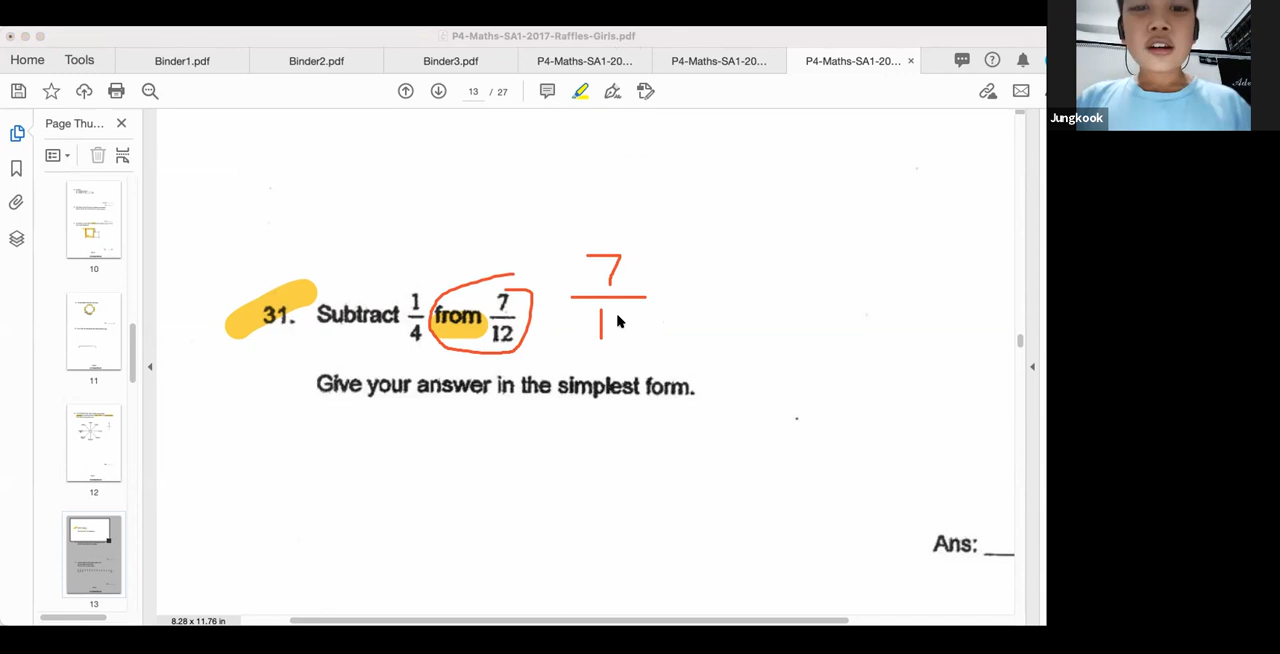 P4-Maths-SA1-2017-Raffles-Girls.pdf
Home Tools Binder1.pdf Binder2.pdf Binder3.pdf P4-Maths-SA1-20... P4-Maths-SA1-20... P4-Maths-SA1-20... ×
13 / 27
Jungkook
Page Thu... ×
10
11
12
13
7
1
31. Subtract 1/4 from 7/12
Give your answer in the simplest form.
Ans: ___
8.28 x 11.76 in